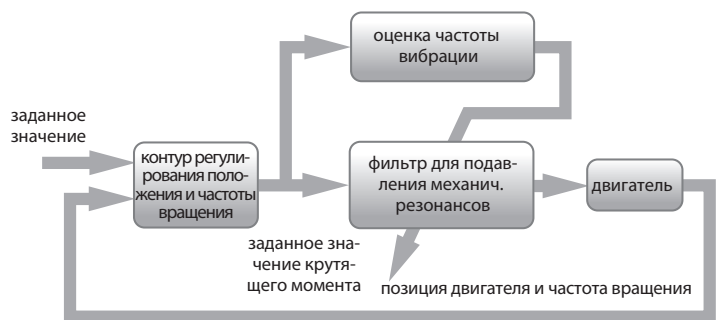 оценка частоты
вибрации
заданное
значение
контур регули-
рования поло-
жения и частоты
вращения
фильтр для подав-
ления механич.
резонансов
двигатель
заданное зна-
чение крутя-
щего момента
позиция двигателя и частота вращения